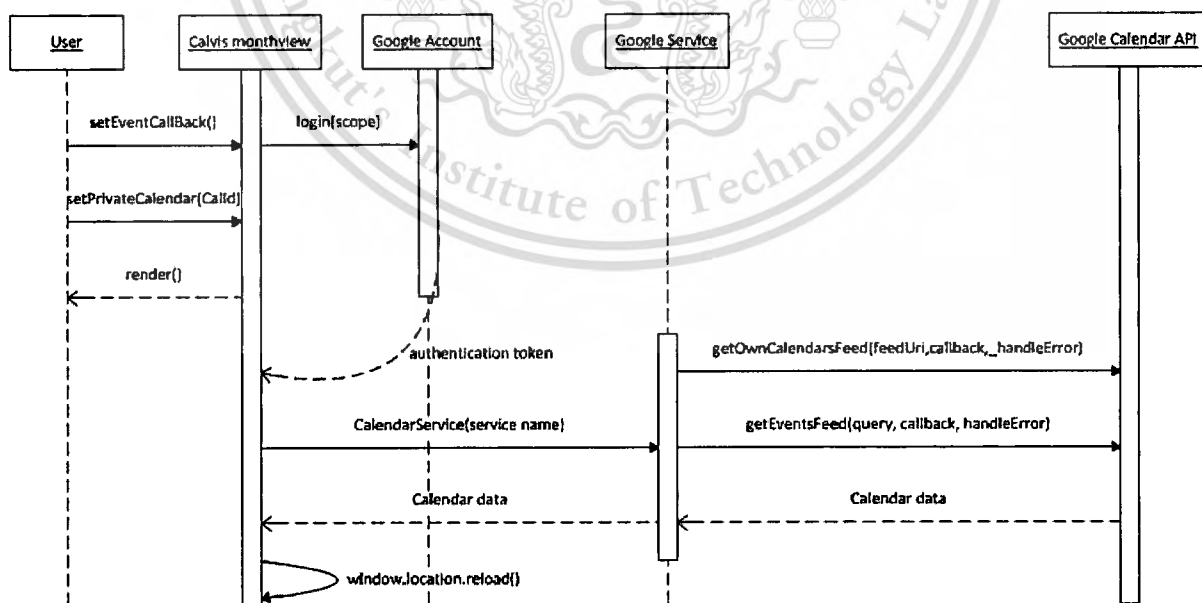 User
Calvis monthview
Google Account
Google Service
Google Calendar API
setEventCallBack()
login(scope)
setPrivateCalendar(CalId)
render()
authentication token
getOwnCalendarsFeed(feedUri,callback,_handleError)
CalendarService(service name)
getEventsFeed(query, callback, handleError)
Calendar data
Calendar data
window.location.reload()
Institute of Technology